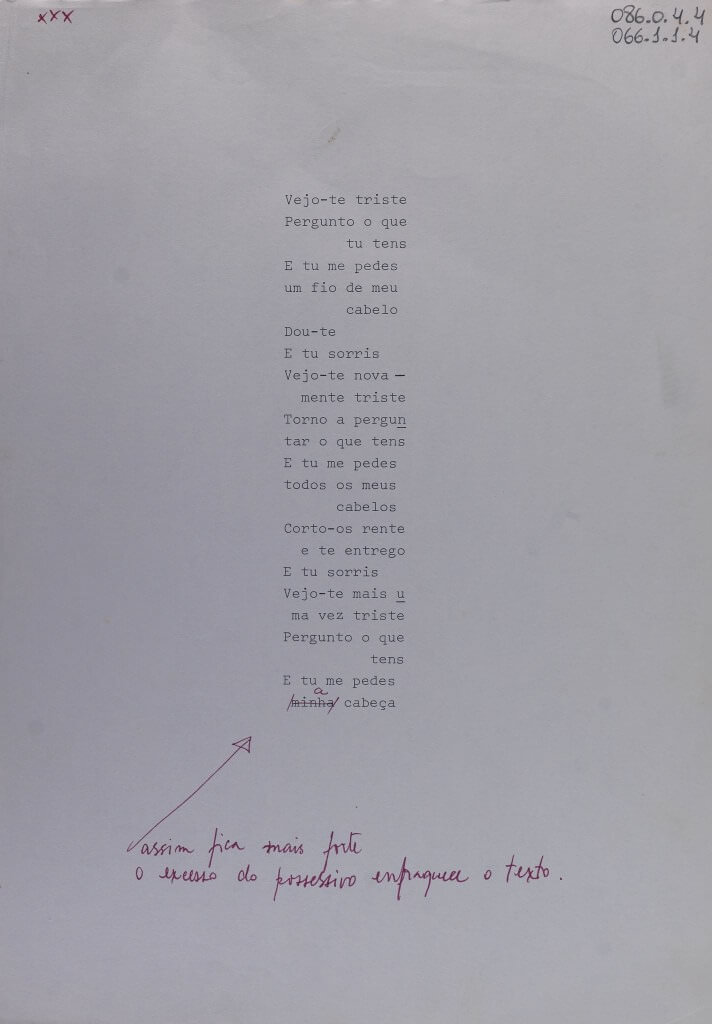 xxx
086.0.4.4
066.1.1.4
Vejo-te triste
Pergunto o que
tu tens
E tu me pedes
um fio de meu
cabelo
Dou-te
E tu sorris
Vejo-te nova —
mente triste
Torno a pergun
tar o que tens
E tu me pedes
todos os meus
cabelos
Corto-os rente
e te entrego
E tu sorris
Vejo-te mais u
ma vez triste
Pergunto o que
tens
E tu me pedes
a
/minha/ cabeça
assim fica mais forte
o excesso do possessivo enfraquece o texto.